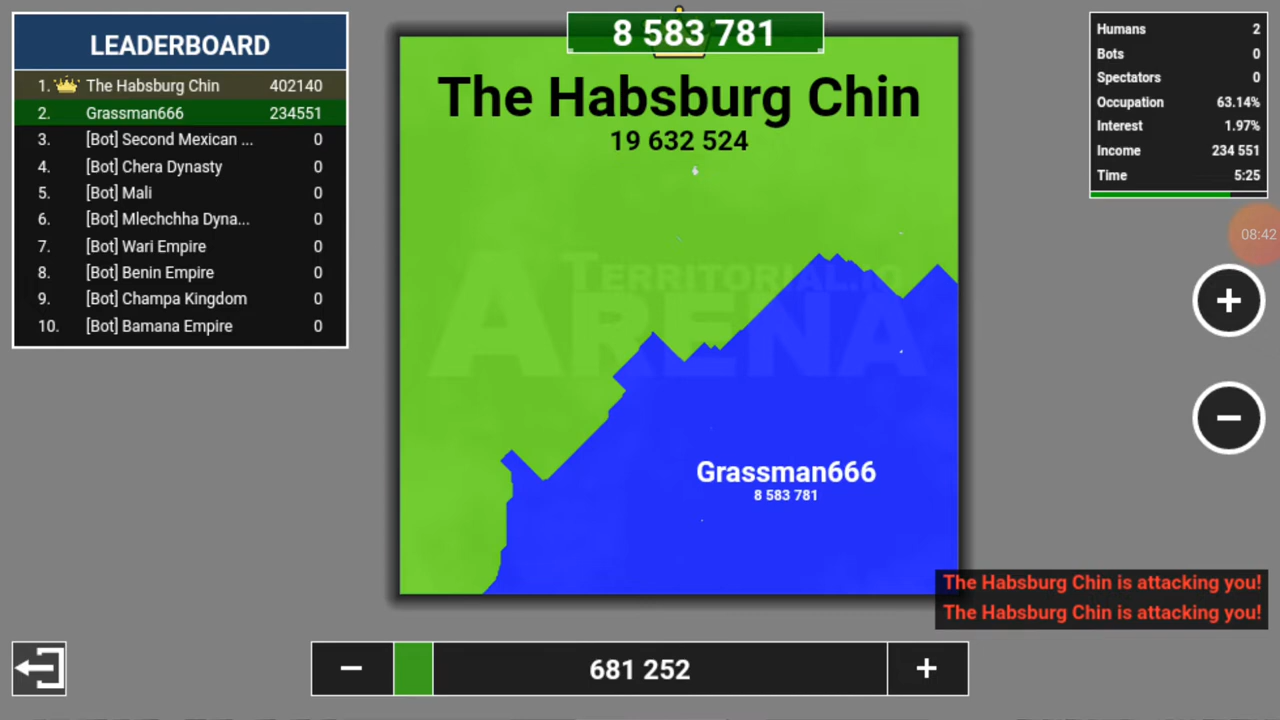 LEADERBOARD
1. The Habsburg Chin 402140
2. Grassman666 234551
3. [Bot] Second Mexican ... 0
4. [Bot] Chera Dynasty 0
5. [Bot] Mali 0
6. [Bot] Mlechchha Dyna... 0
7. [Bot] Wari Empire 0
8. [Bot] Benin Empire 0
9. [Bot] Champa Kingdom 0
10. [Bot] Bamana Empire 0
8 583 781
The Habsburg Chin
19 632 524
TERRITORIAL.IO
ARENA
Grassman666
8 583 781
Humans 2
Bots 0
Spectators 0
Occupation 63.14%
Interest 1.97%
Income 234 551
Time 5:25
08:42
+
−
The Habsburg Chin is attacking you!
The Habsburg Chin is attacking you!
− 681 252 +